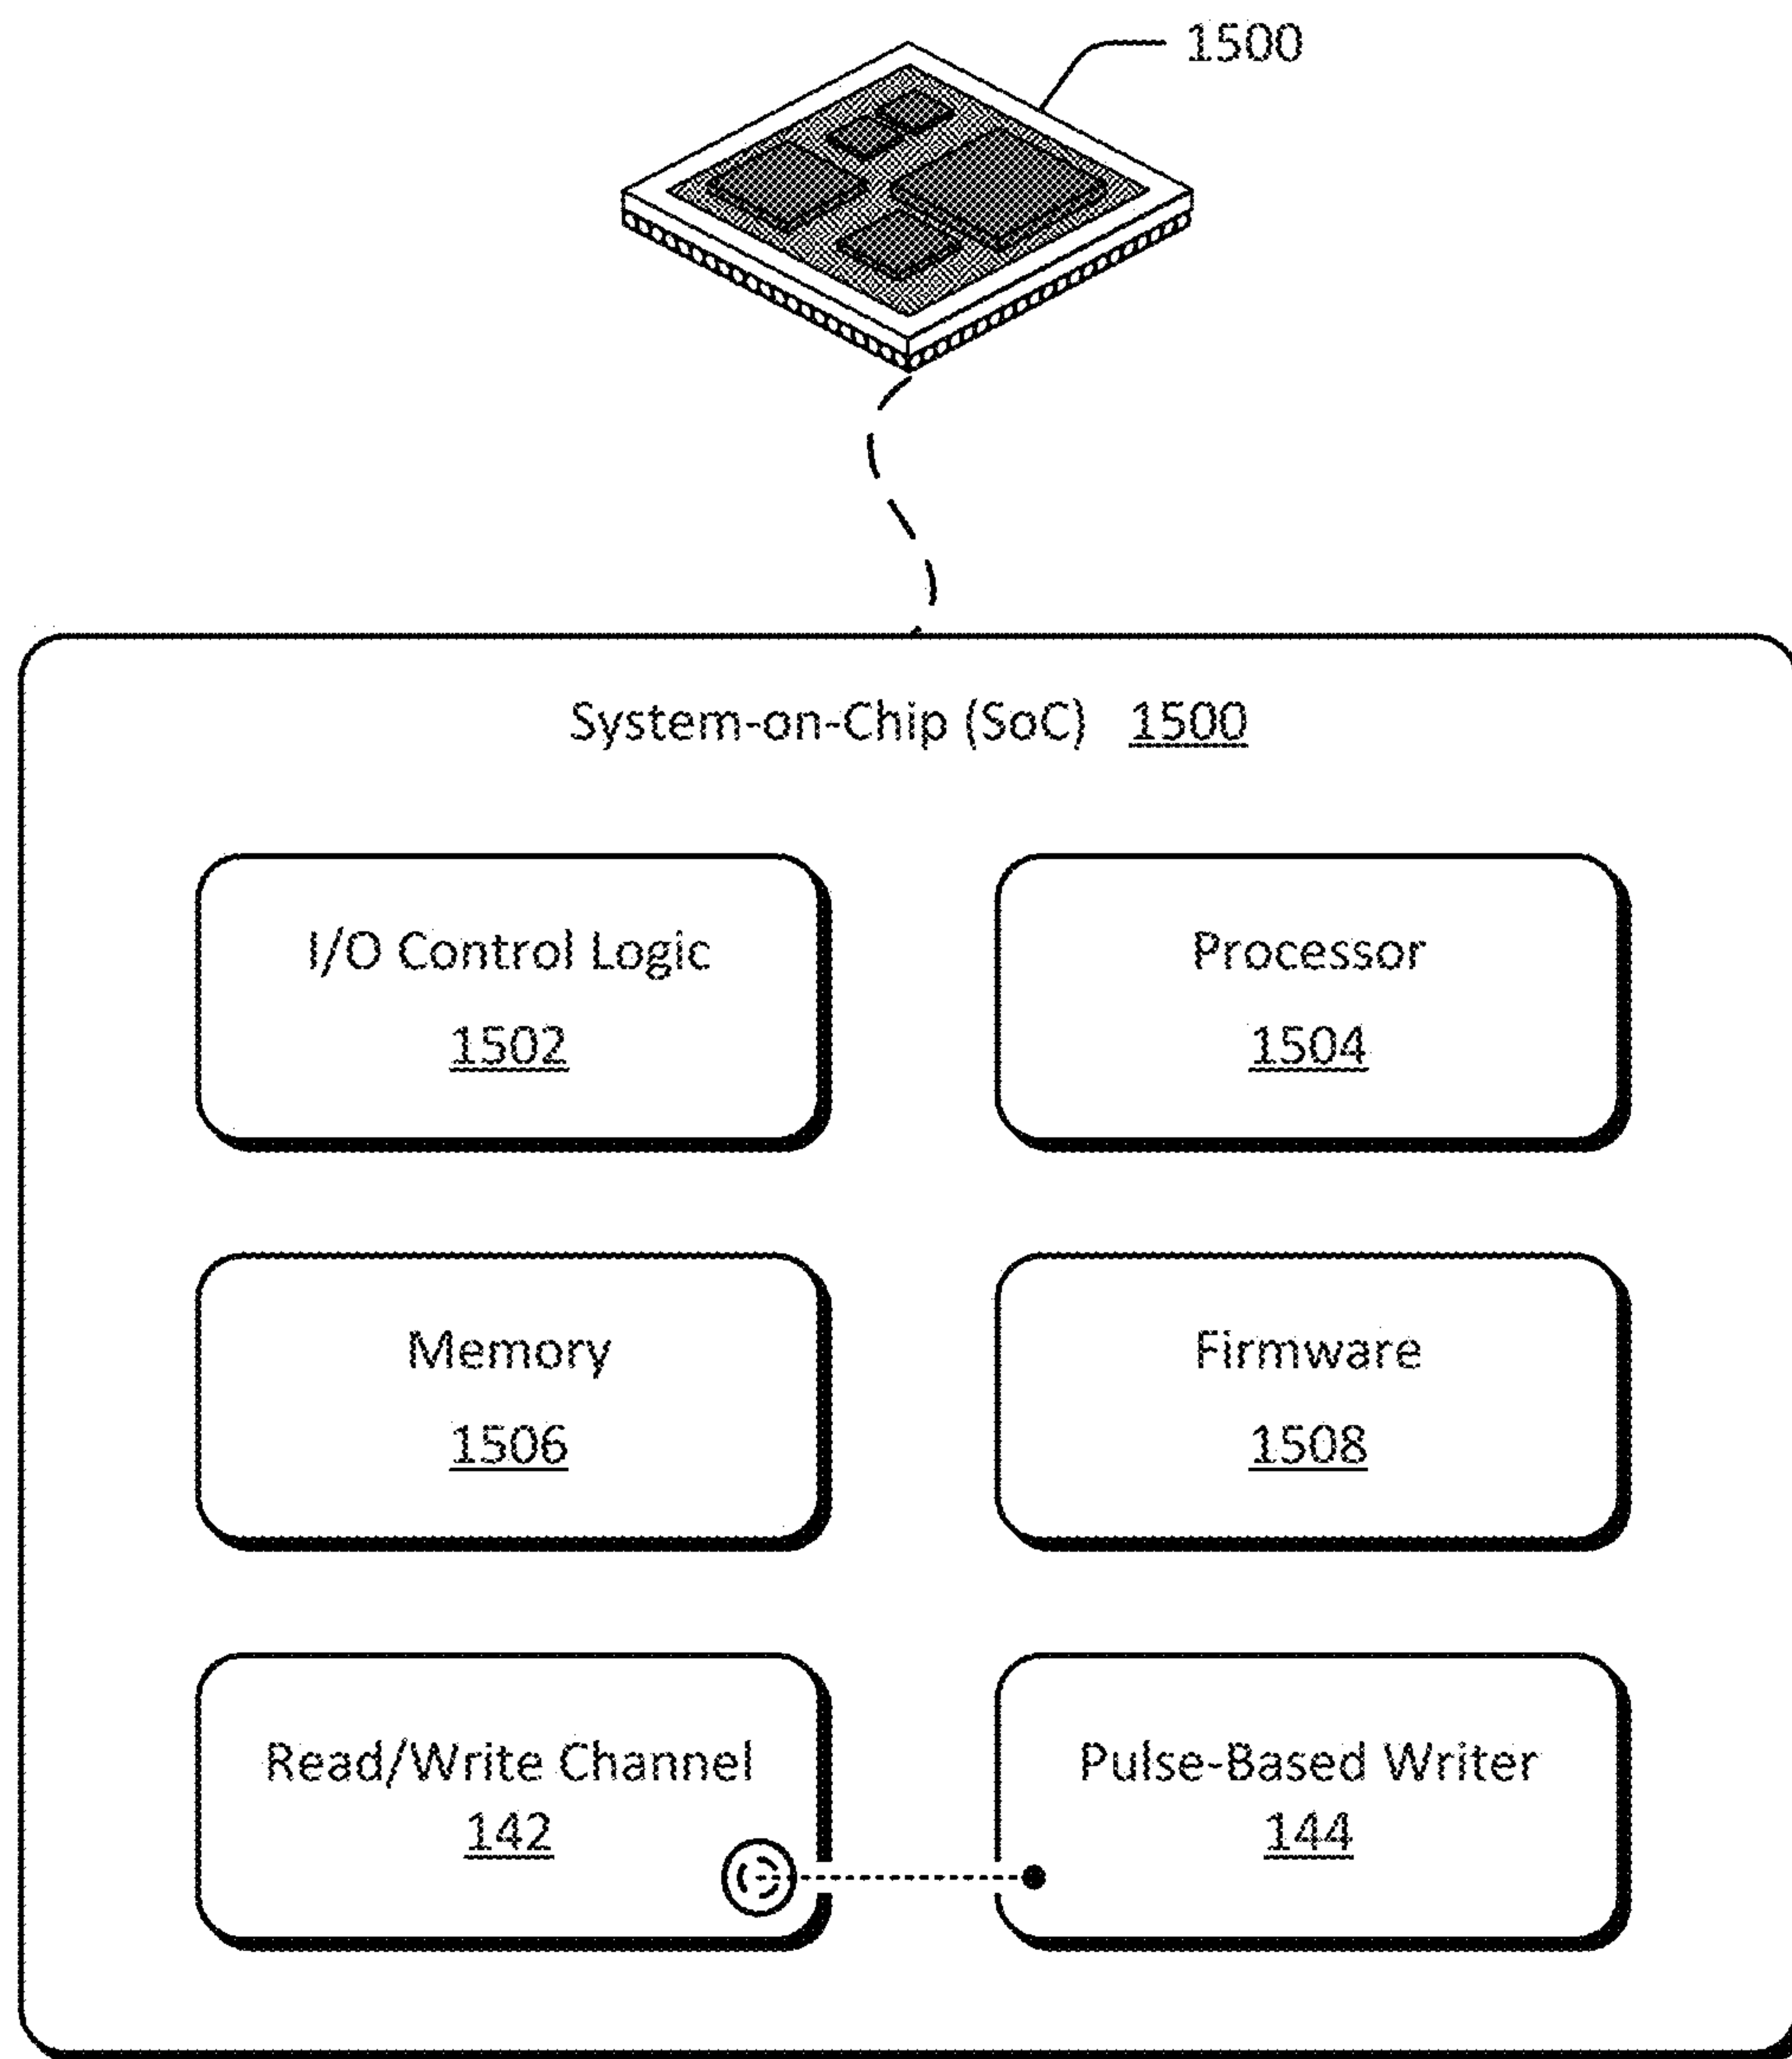 1500
System-on-Chip (SoC) 1500
I/O Control Logic
1502
Processor
1504
Memory
1506
Firmware
1508
Read/Write Channel
142
Pulse-Based Writer
144